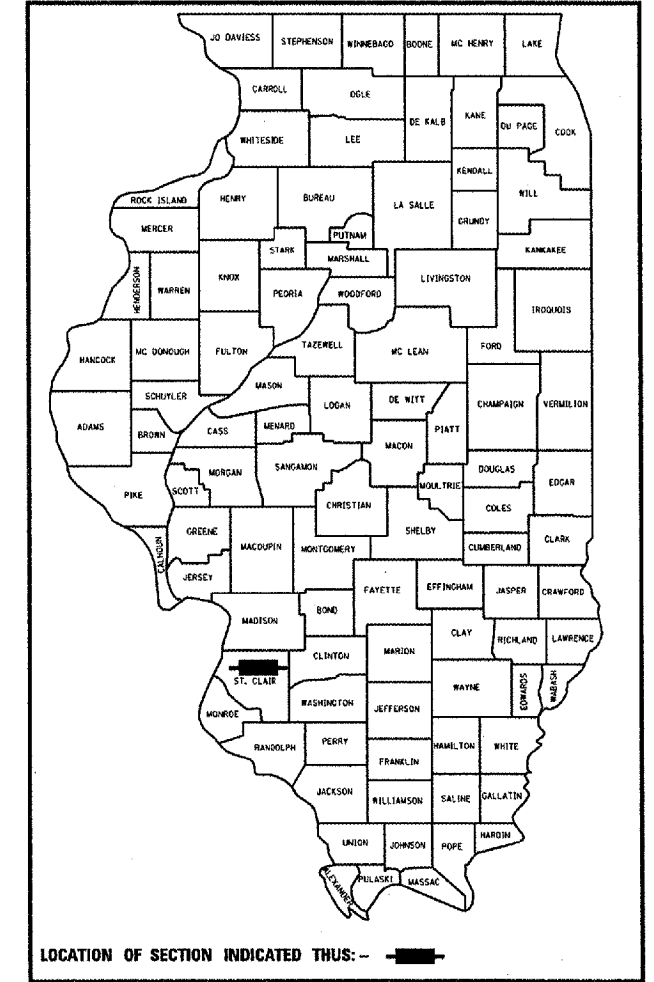 JO DAVIESS STEPHENSON WINNEBAGO BOONE MC HENRY LAKE
CARROLL OGLE
DE KALB KANE DU PAGE COOK
WHITESIDE LEE
KENDALL
ROCK ISLAND HENRY BUREAU LA SALLE WILL
MERCER PUTNAM GRUNDY
STARK MARSHALL KANKAKEE
HENDERSON WARREN KNOX PEORIA WOODFORD LIVINGSTON
IROQUOIS
HANCOCK MC DONOUGH FULTON TAZEWELL MC LEAN FORD
SCHUYLER MASON LOGAN DE WITT CHAMPAIGN VERMILION
ADAMS BROWN CASS MENARD MACON PIATT
PIKE SCOTT MORGAN SANGAMON CHRISTIAN MOULTRIE DOUGLAS EDGAR
COLES
CALHOUN GREENE MACOUPIN MONTGOMERY SHELBY CUMBERLAND CLARK
JERSEY FAYETTE EFFINGHAM JASPER CRAWFORD
MADISON BOND
CLINTON MARION CLAY RICHLAND LAWRENCE
ST. CLAIR WAYNE EDWARDS WABASH
MONROE WASHINGTON JEFFERSON
RANDOLPH PERRY FRANKLIN HAMILTON WHITE
JACKSON WILLIAMSON SALINE GALLATIN
UNION JOHNSON POPE HARDIN
ALEXANDER PULASKI MASSAC
LOCATION OF SECTION INDICATED THUS:-